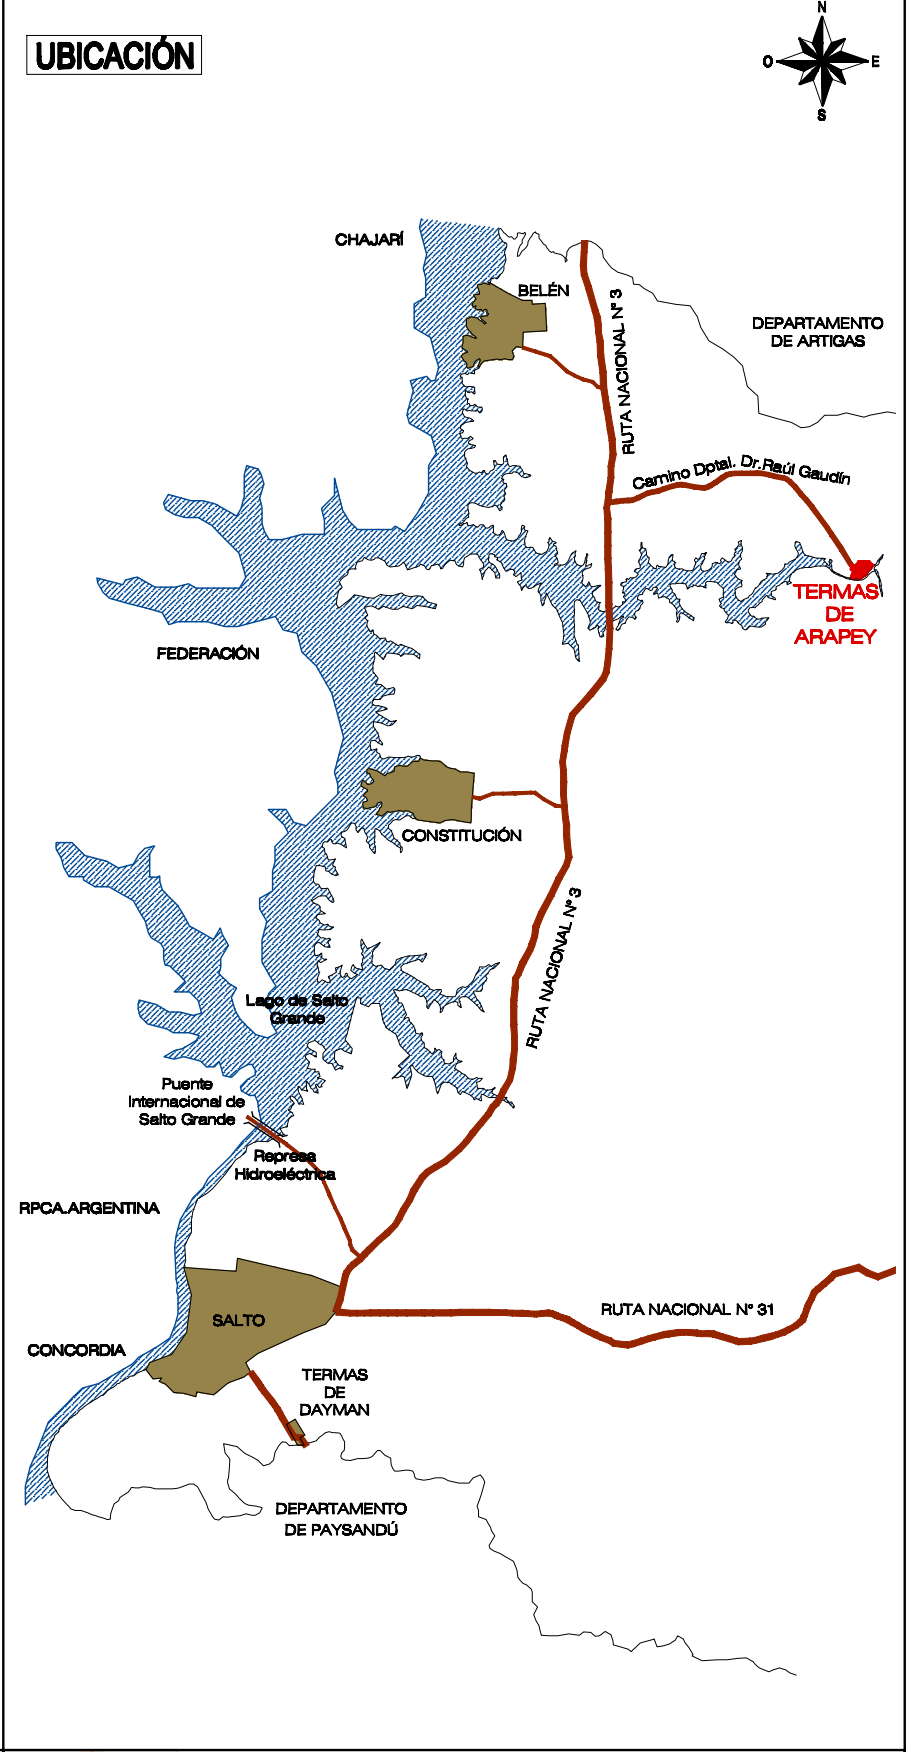 N
UBICACIÓN
O
E
S
CHAJARÍ
BELÉN
RUTA NACIONAL N° 3
DEPARTAMENTO
DE ARTIGAS
Camino Dptal. Dr.Raúl Gaudín
TERMAS
DE
ARAPEY
FEDERACIÓN
CONSTITUCIÓN
RUTA NACIONAL N° 3
Lago de Salto
Grande
Puente
Internacional de
Salto Grande
Represa
Hidroeléctrica
RPCA.ARGENTINA
RUTA NACIONAL N° 31
SALTO
CONCORDIA
TERMAS
DE
DAYMAN
DEPARTAMENTO
DE PAYSANDÚ